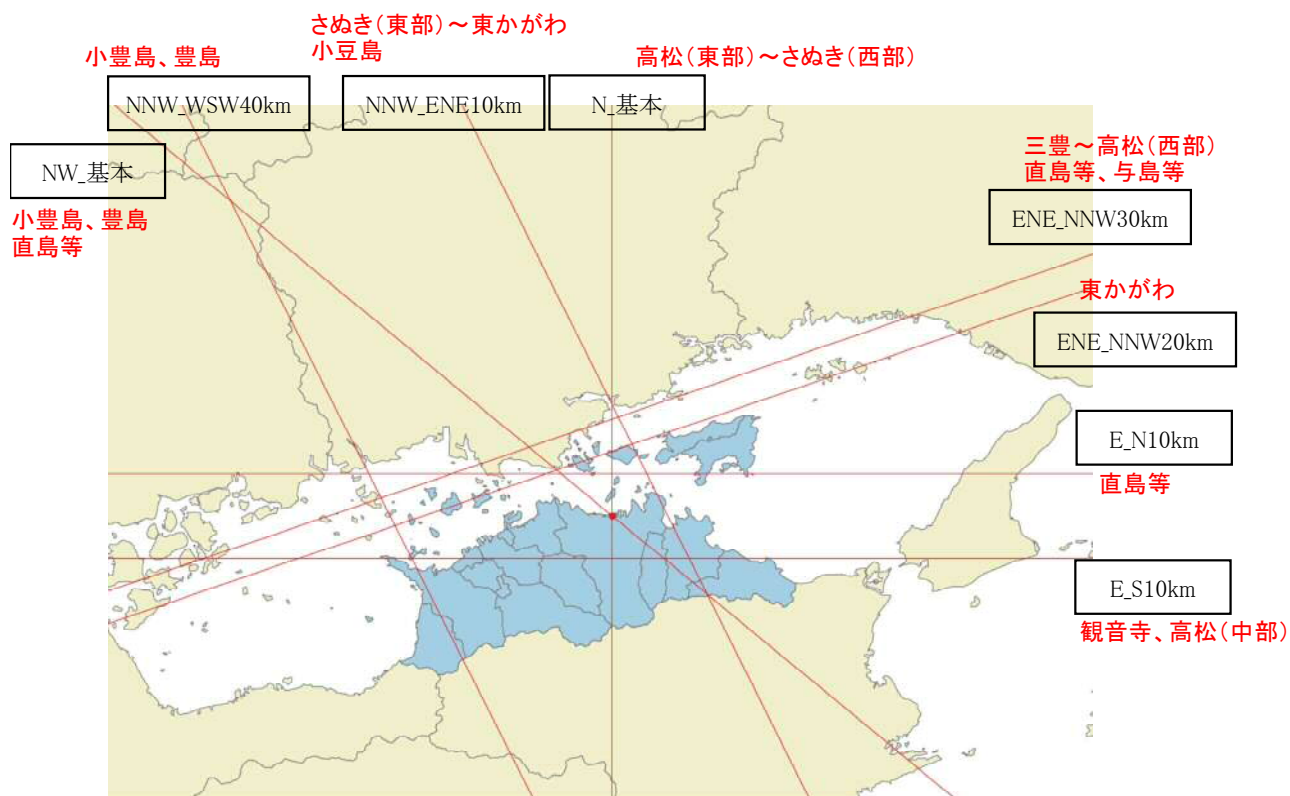 さぬき(東部)～東かがわ
小豆島
小豊島、豊島
高松(東部)～さぬき(西部)
NNW_WSW40km
NNW_ENE10km
N_基本
NW_基本
小豊島、豊島
直島等
三豊～高松(西部)
直島等、与島等
ENE_NNW30km
東かがわ
ENE_NNW20km
E_N10km
直島等
E_S10km
観音寺、高松(中部)